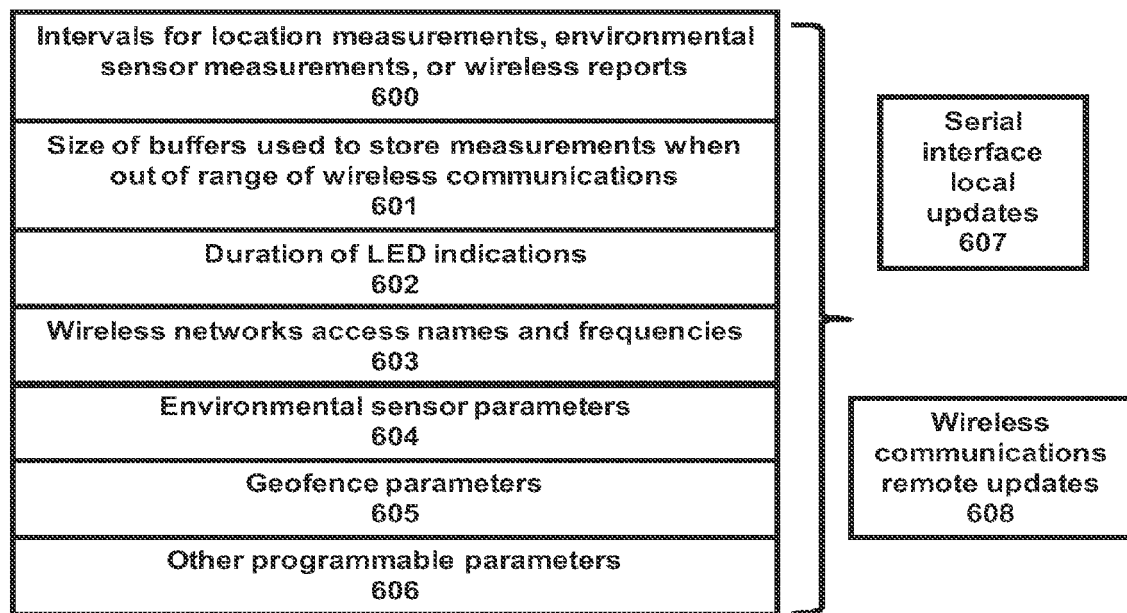 Intervals for location measurements, environmental
sensor measurements, or wireless reports
600
Size of buffers used to store measurements when
out of range of wireless communications
601
Duration of LED indications
602
Wireless networks access names and frequencies
603
Environmental sensor parameters
604
Geofence parameters
605
Other programmable parameters
606
Serial
interface
local
updates
607
Wireless
communications
remote updates
608